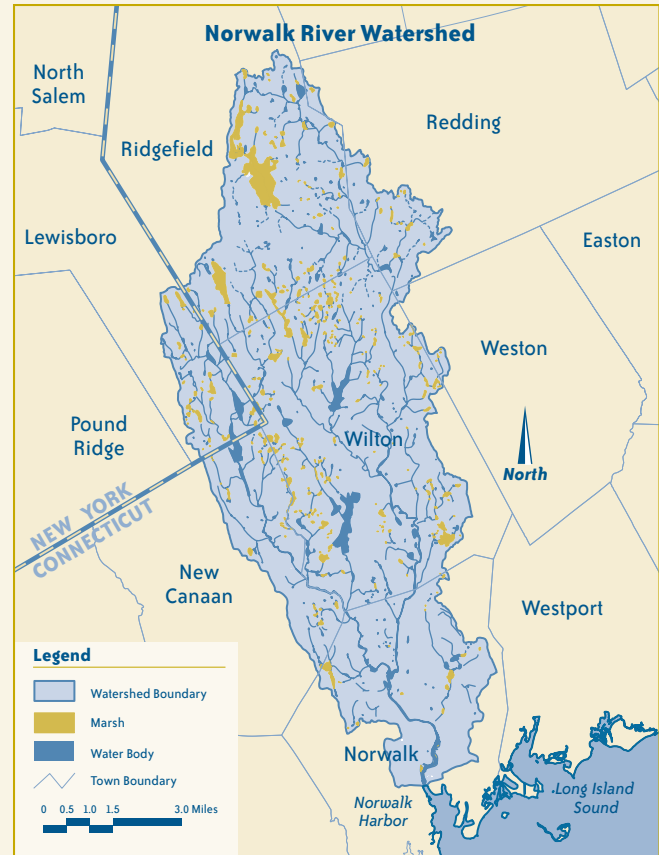 Norwalk River Watershed
North
Salem
Redding
Ridgefield
Lewisboro
Easton
Weston
Pound
Ridge
Wilton
North
NEW YORK
CONNECTICUT
New
Canaan
Westport
Legend
Watershed Boundary
Marsh
Water Body
Town Boundary
0 0.5 1.0 1.5 3.0 Miles
Norwalk
Norwalk
Harbor
Long Island
Sound